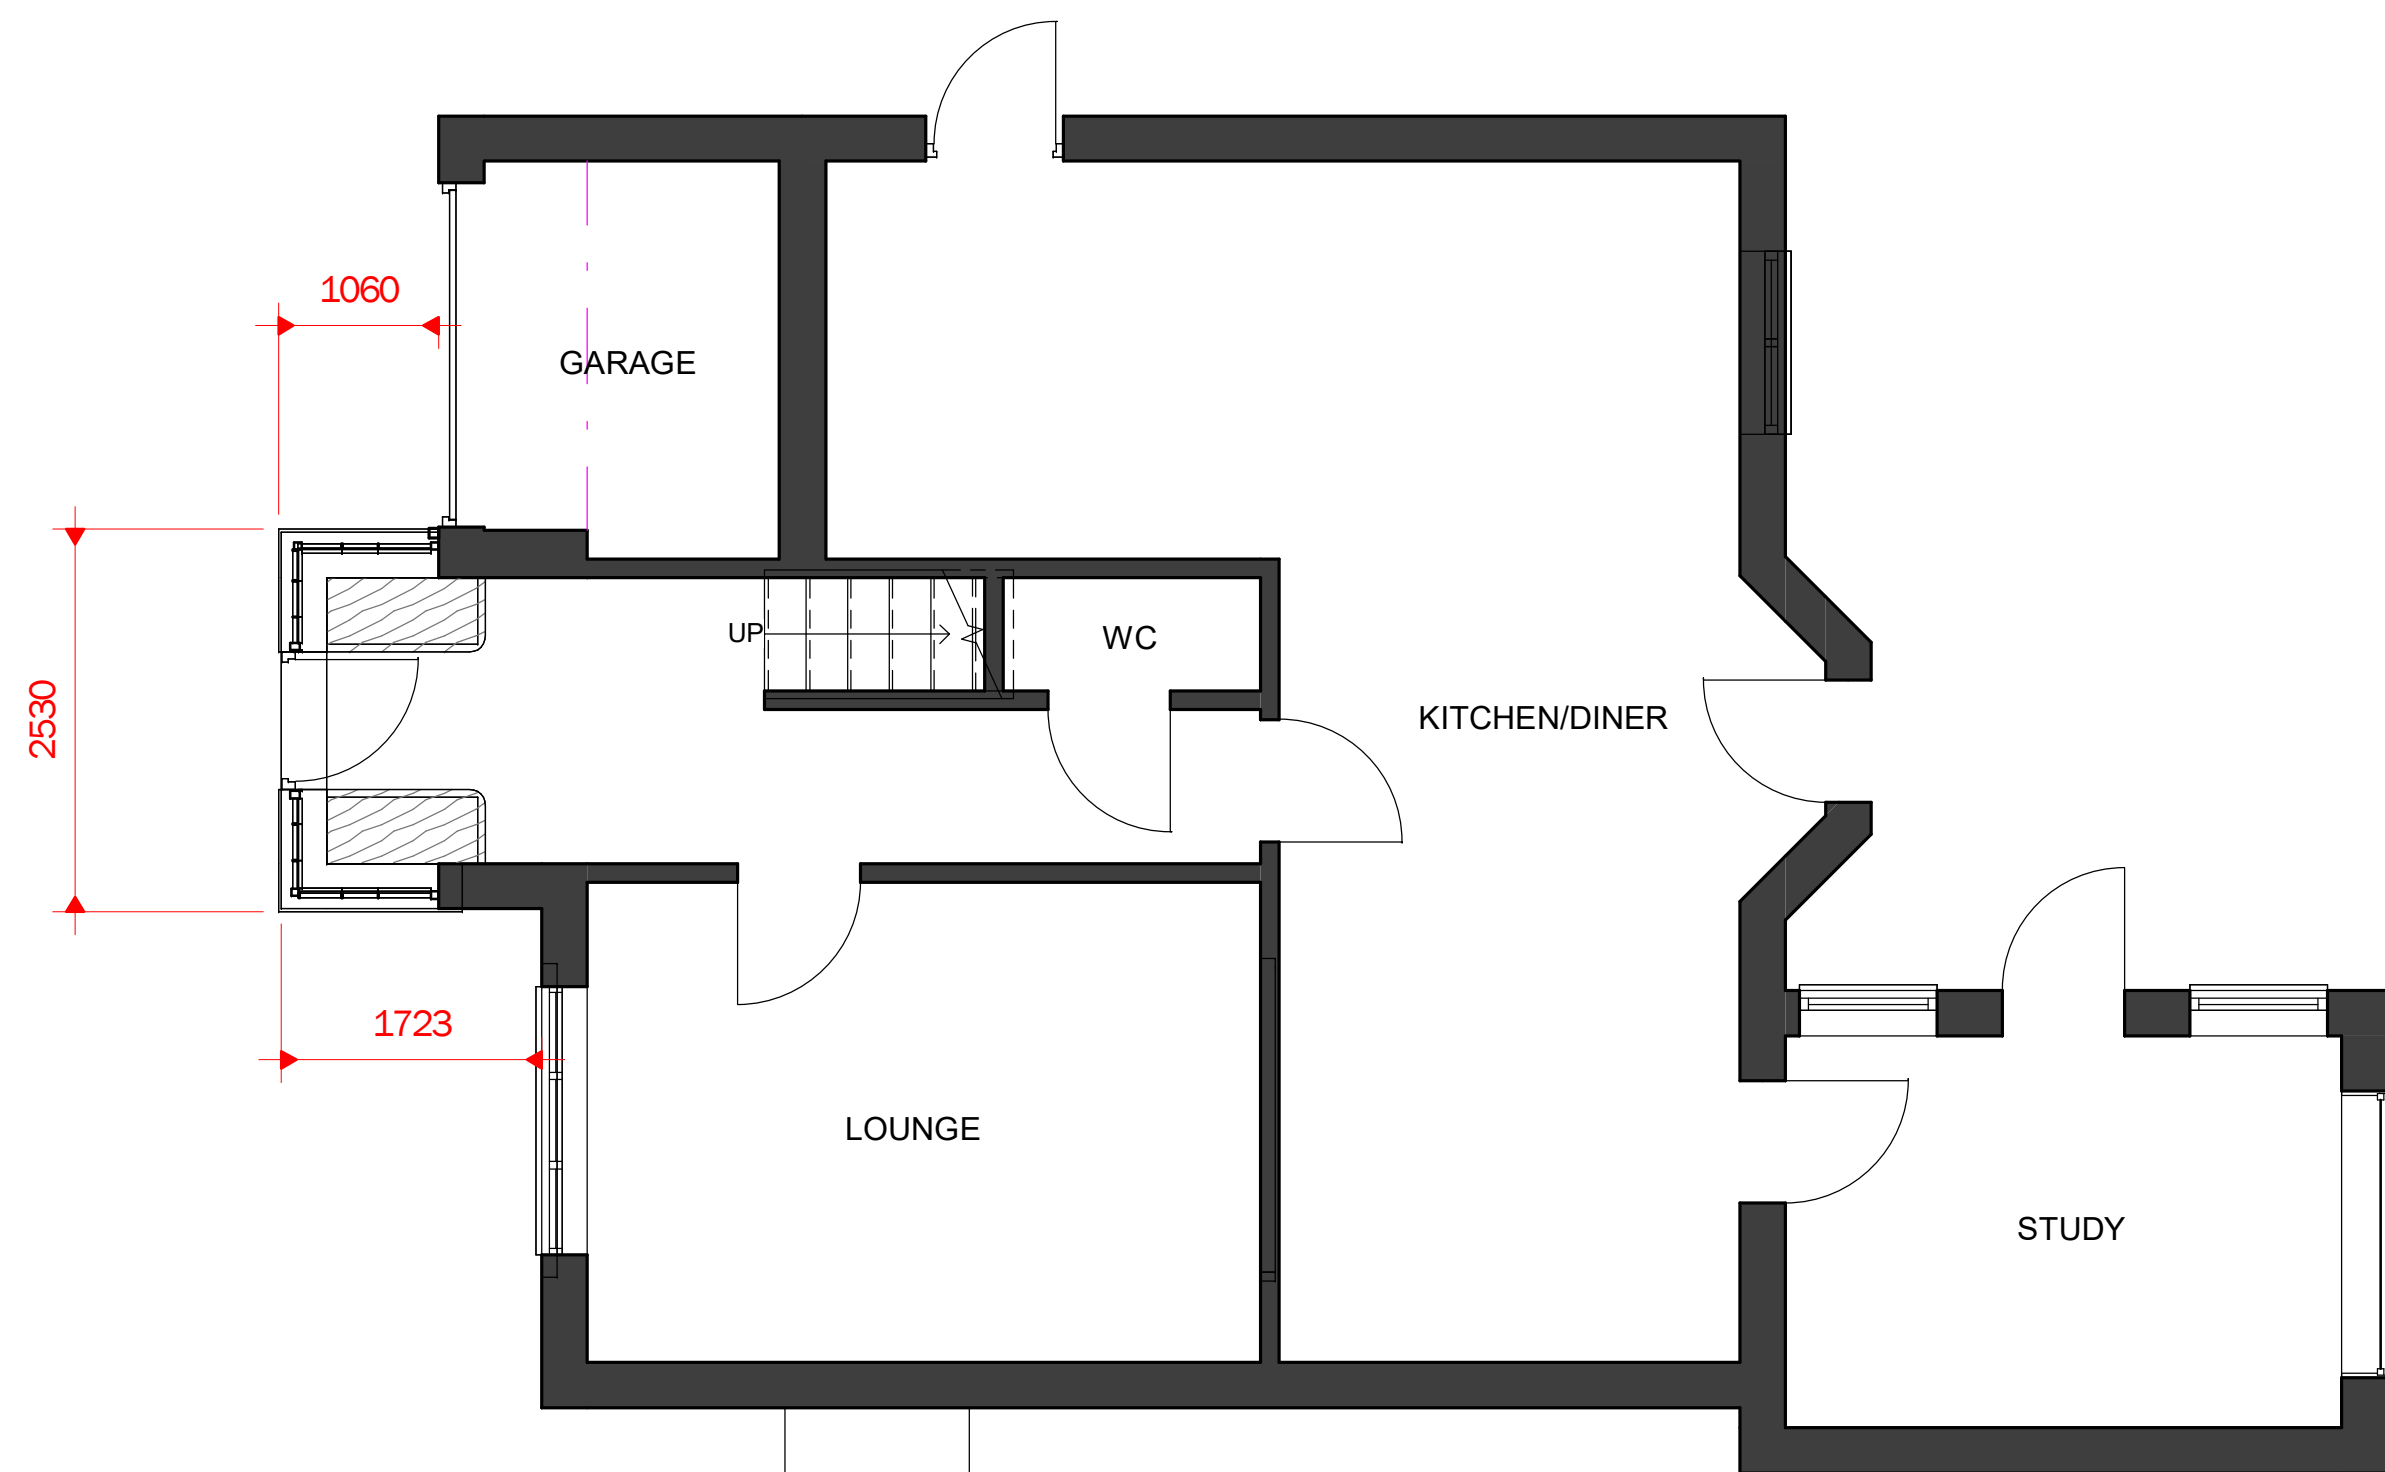 1060
GARAGE
UP
WC
2530
KITCHEN/DINER
1723
LOUNGE
STUDY